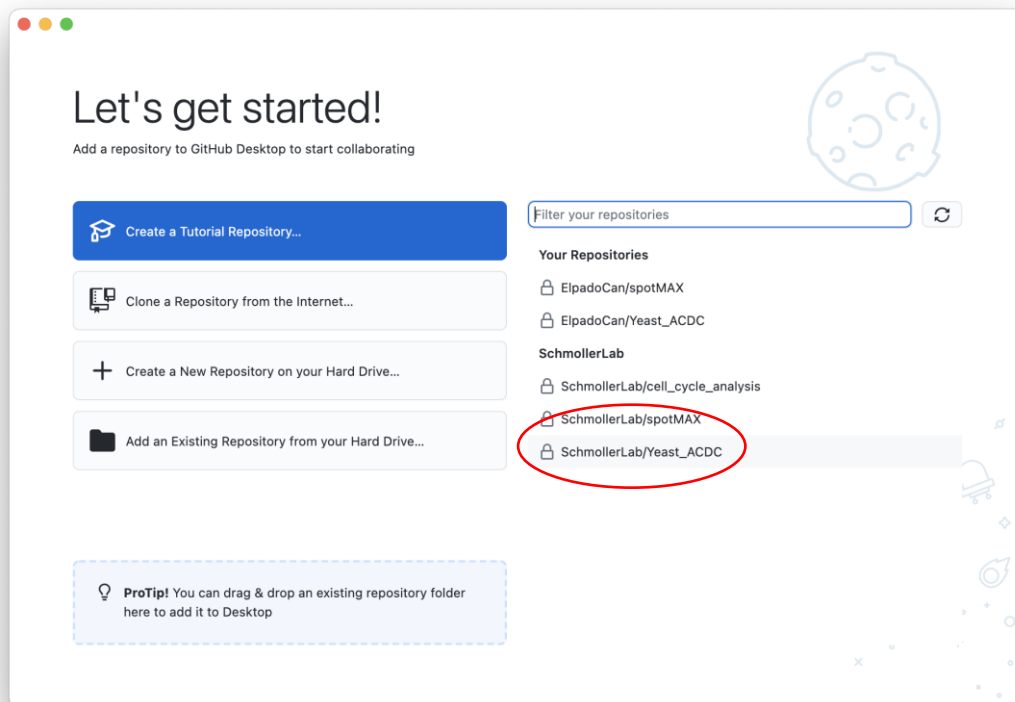 Let's get started!
Add a repository to GitHub Desktop to start collaborating
Create a Tutorial Repository...
Clone a Repository from the Internet...
Create a New Repository on your Hard Drive...
Add an Existing Repository from your Hard Drive...
ProTip! You can drag & drop an existing repository folder
here to add it to Desktop
Filter your repositories
Your Repositories
ElpadoCan/spotMAX
ElpadoCan/Yeast_ACDC
SchmollerLab
SchmollerLab/cell_cycle_analysis
SchmollerLab/spotMAX
SchmollerLab/Yeast_ACDC